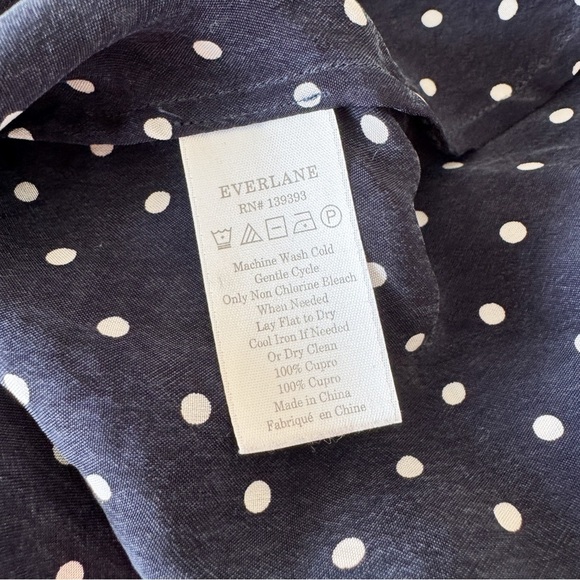 EVERLANE
RN# 139393
P
Machine Wash Cold
Gentle Cycle
Only Non Chlorine Bleach
When Needed
Lay Flat to Dry
Cool Iron If Needed
Or Dry Clean
100% Cupro
100% Cupro
Made in China
Fabriqué en Chine